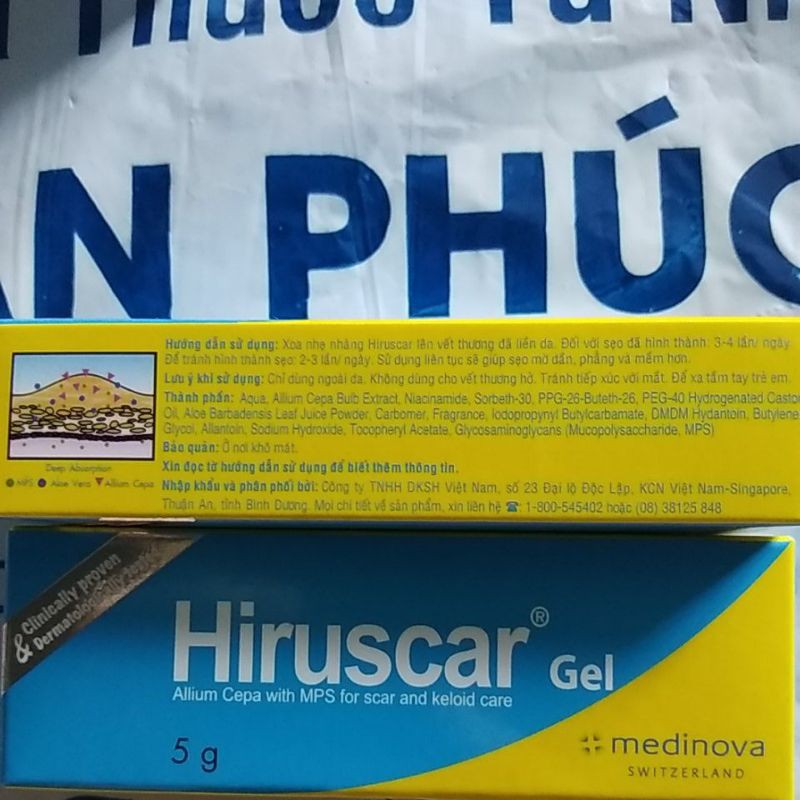 Thuốc Tư N
N PHÚC
Hướng dẫn sử dụng: Xoa nhẹ nhàng Hiruscar lên vết thương đã liền da. Đối với sẹo đã hình thành: 3-4 lần/ ngày.
Để tránh hình thành sẹo: 2-3 lần/ ngày. Sử dụng liên tục sẽ giúp sẹo mờ dần, phẳng và mềm hơn.
Lưu ý khi sử dụng: Chỉ dùng ngoài da. Không dùng cho vết thương hở. Tránh tiếp xúc với mắt. Để xa tầm tay trẻ em.
Thành phần: Aqua, Allium Cepa Bulb Extract, Niacinamide, Sorbeth-30, PPG-26-Buteth-26, PEG-40 Hydrogenated Castor
Oil, Aloe Barbadensis Leaf Juice Powder, Carbomer, Fragrance, Iodopropynyl Butylcarbamate, DMDM Hydantoin, Butylene
Glycol, Allantoin, Sodium Hydroxide, Tocopheryl Acetate, Glycosaminoglycans (Mucopolysaccharide, MPS)
Bảo quản: Ở nơi khô mát.
Xin đọc tờ hướng dẫn sử dụng để biết thêm thông tin.
Nhập khẩu và phân phối bởi: Công ty TNHH DKSH Việt Nam, số 23 Đại lộ Độc Lập, KCN Việt Nam-Singapore,
Thuận An, tỉnh Bình Dương. Mọi chi tiết về sản phẩm, xin liên hệ ☎: 1-800-545402 hoặc (08) 38125 848
Deep Absorption
MPS Aloe Vera Allium Cepa
Clinically proven
& Dermatologically
Hiruscar® Gel
Allium Cepa with MPS for scar and keloid care
5 g
medinova
SWITZERLAND